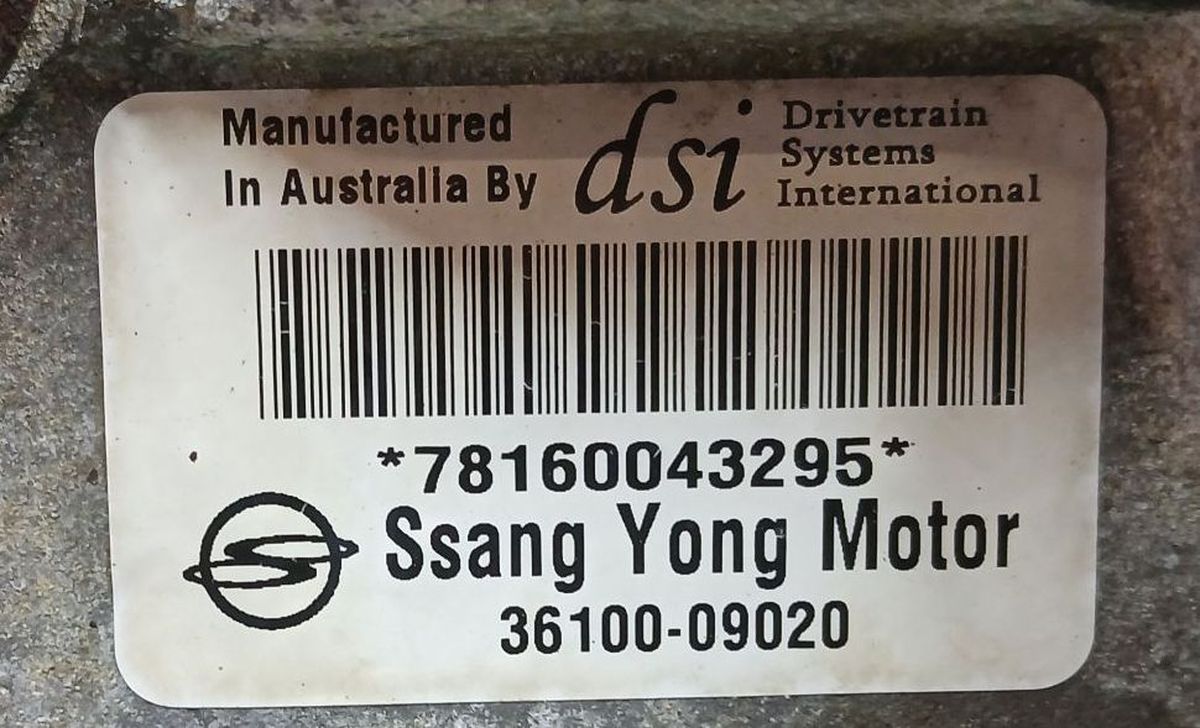 Manufactured
In Australia By
dsi
Drivetrain
Systems
International
*78160043295*
Ssang Yong Motor
36100-09020